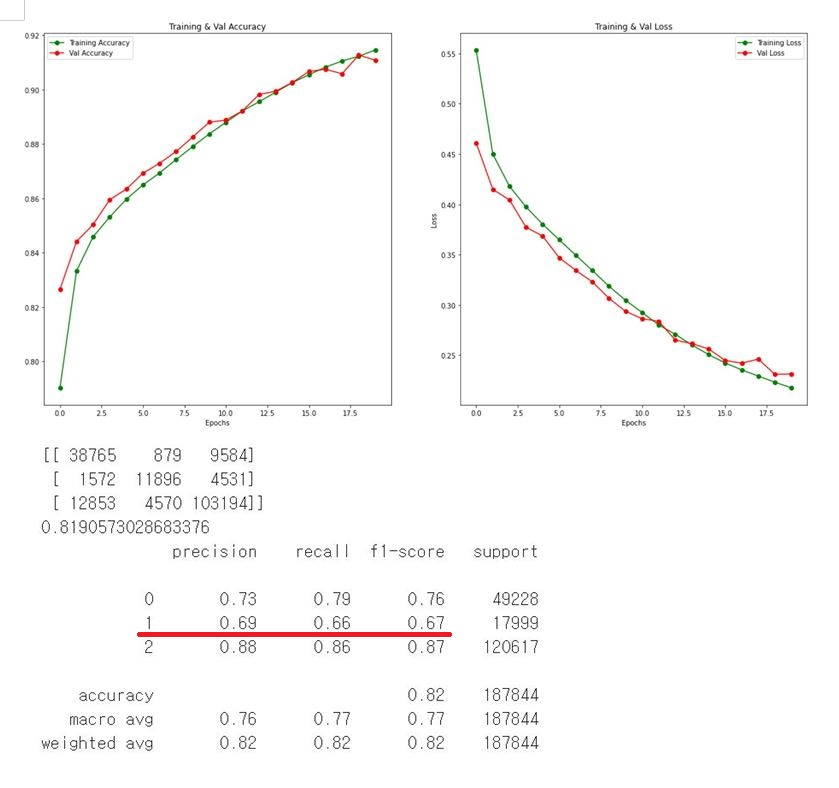 Training & Val Accuracy
Training Accuracy
Val Accuracy
0.92
0.90
0.88
0.86
0.84
0.82
0.80
0.0 2.5 5.0 7.5 10.0 12.5 15.0 17.5
Epochs
Training & Val Loss
Training Loss
Val Loss
Loss
0.55
0.50
0.45
0.40
0.35
0.30
0.25
0.0 2.5 5.0 7.5 10.0 12.5 15.0 17.5
Epochs
[[ 38765 879 9584]
[ 1572 11896 4531]
[ 12853 4570 103194]]
0.8190573028683376
precision recall f1-score support
0 0.73 0.79 0.76 49228
1 0.69 0.66 0.67 17999
2 0.88 0.86 0.87 120617
accuracy 0.82 187844
macro avg 0.76 0.77 0.77 187844
weighted avg 0.82 0.82 0.82 187844